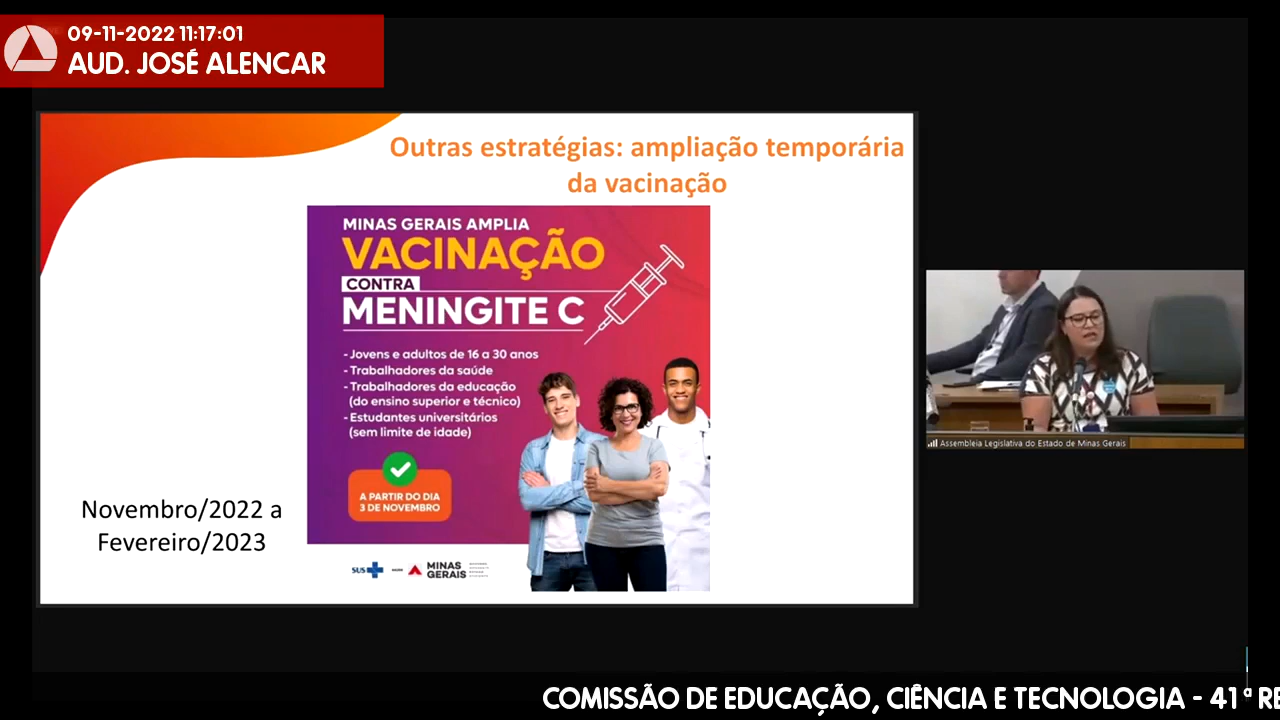 09-11-2022 11:17:01
AUD. JOSÉ ALENCAR
Outras estratégias: ampliação temporária
da vacinação
MINAS GERAIS AMPLIA
VACINAÇÃO
CONTRA
MENINGITE C
- Jovens e adultos de 16 a 30 anos
- Trabalhadores da saúde
- Trabalhadores da educação
(do ensino superior e técnico)
- Estudantes universitários
(sem limite de idade)
A PARTIR DO DIA
3 DE NOVEMBRO
Novembro/2022 a
Fevereiro/2023
SUS
MINAS
GERAIS
Assembleia Legislativa do Estado de Minas Gerais
COMISSÃO DE EDUCAÇÃO, CIÊNCIA E TECNOLOGIA - 41ª RE